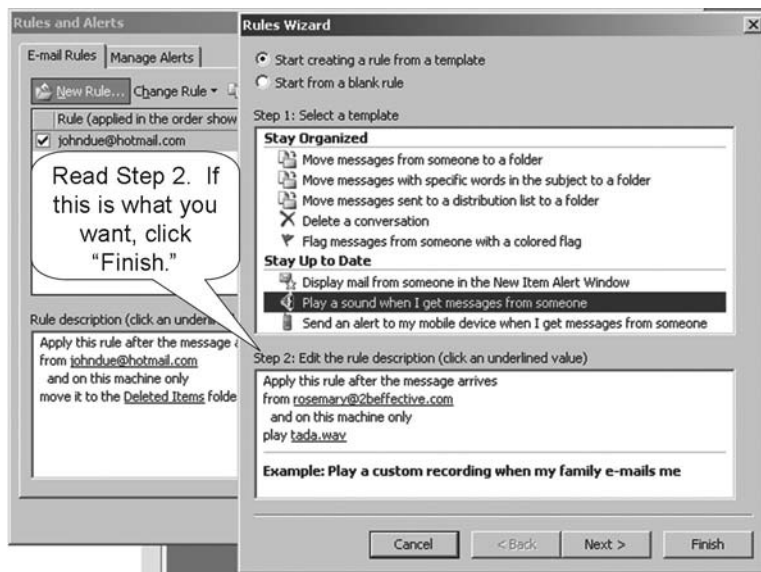 Rules and Alerts
E-mail Rules
Manage Alerts
New Rule...
Change Rule
Rule (applied in the order show
johndue@hotmail.com
Read Step 2. If
this is what you
want, click
“Finish.”
Rule description (click an underlin
Apply this rule after the message a
from johndue@hotmail.com
and on this machine only
move it to the Deleted Items folde
Rules Wizard
Start creating a rule from a template
Start from a blank rule
Step 1: Select a template
Stay Organized
Move messages from someone to a folder
Move messages with specific words in the subject to a folder
Move messages sent to a distribution list to a folder
Delete a conversation
Flag messages from someone with a colored flag
Stay Up to Date
Display mail from someone in the New Item Alert Window
Play a sound when I get messages from someone
Send an alert to my mobile device when I get messages from someone
Step 2: Edit the rule description (click an underlined value)
Apply this rule after the message arrives
from rosemary@2beffective.com
and on this machine only
play tada.wav
Example: Play a custom recording when my family e-mails me
Cancel
< Back
Next >
Finish